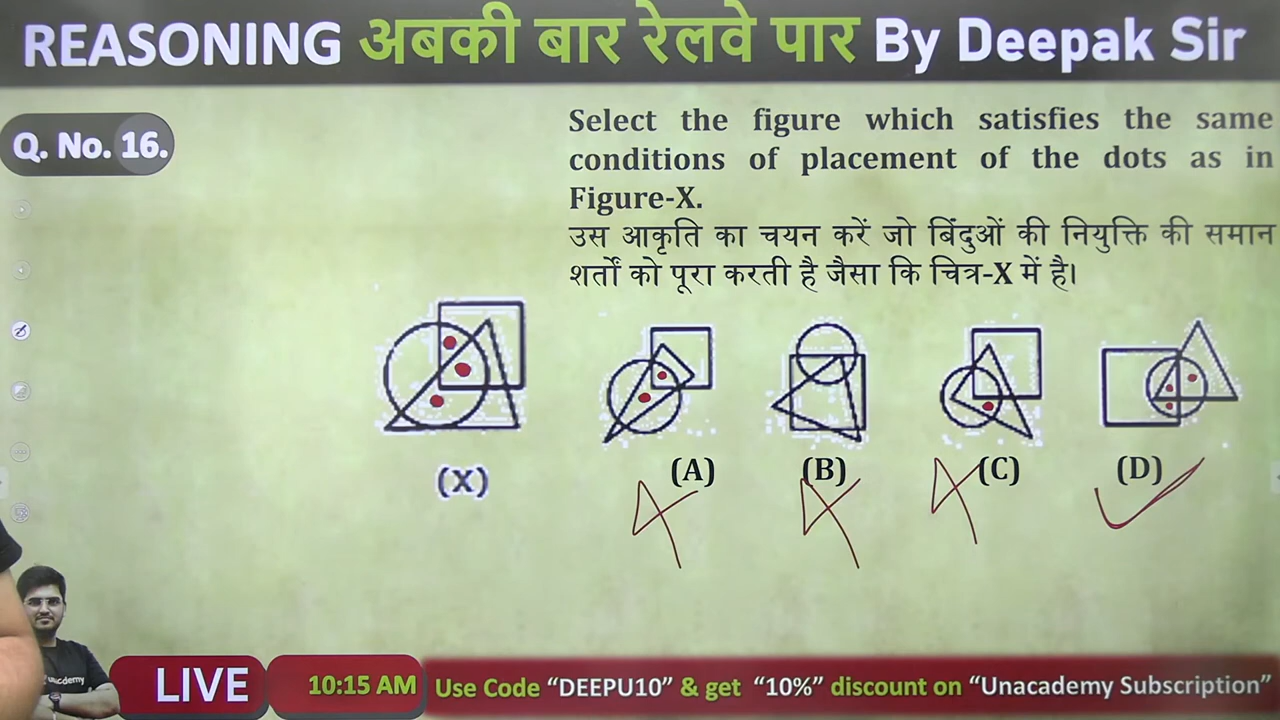 REASONING अबकी बार रेलवे पार By Deepak Sir
Q. No. 16.
Select the figure which satisfies the same
conditions of placement of the dots as in
Figure-X.
उस आकृति का चयन करें जो बिंदुओं की नियुक्ति की समान
शर्तों को पूरा करती है जैसा कि चित्र-X में है।
(X)
(A) (B) (C) (D)
unacademy
LIVE 10:15 AM Use Code “DEEPU10” & get “10%” discount on “Unacademy Subscription”